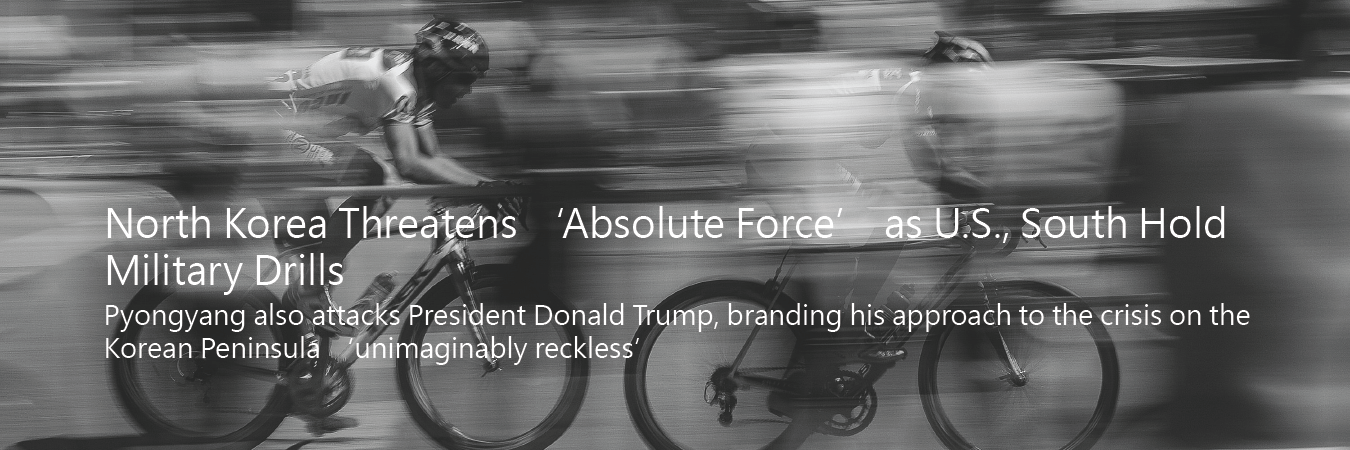 North Korea Threatens ‘Absolute Force’ as U.S., South Hold
Military Drills
Pyongyang also attacks President Donald Trump, branding his approach to the crisis on the
Korean Peninsula ‘unimaginably reckless’